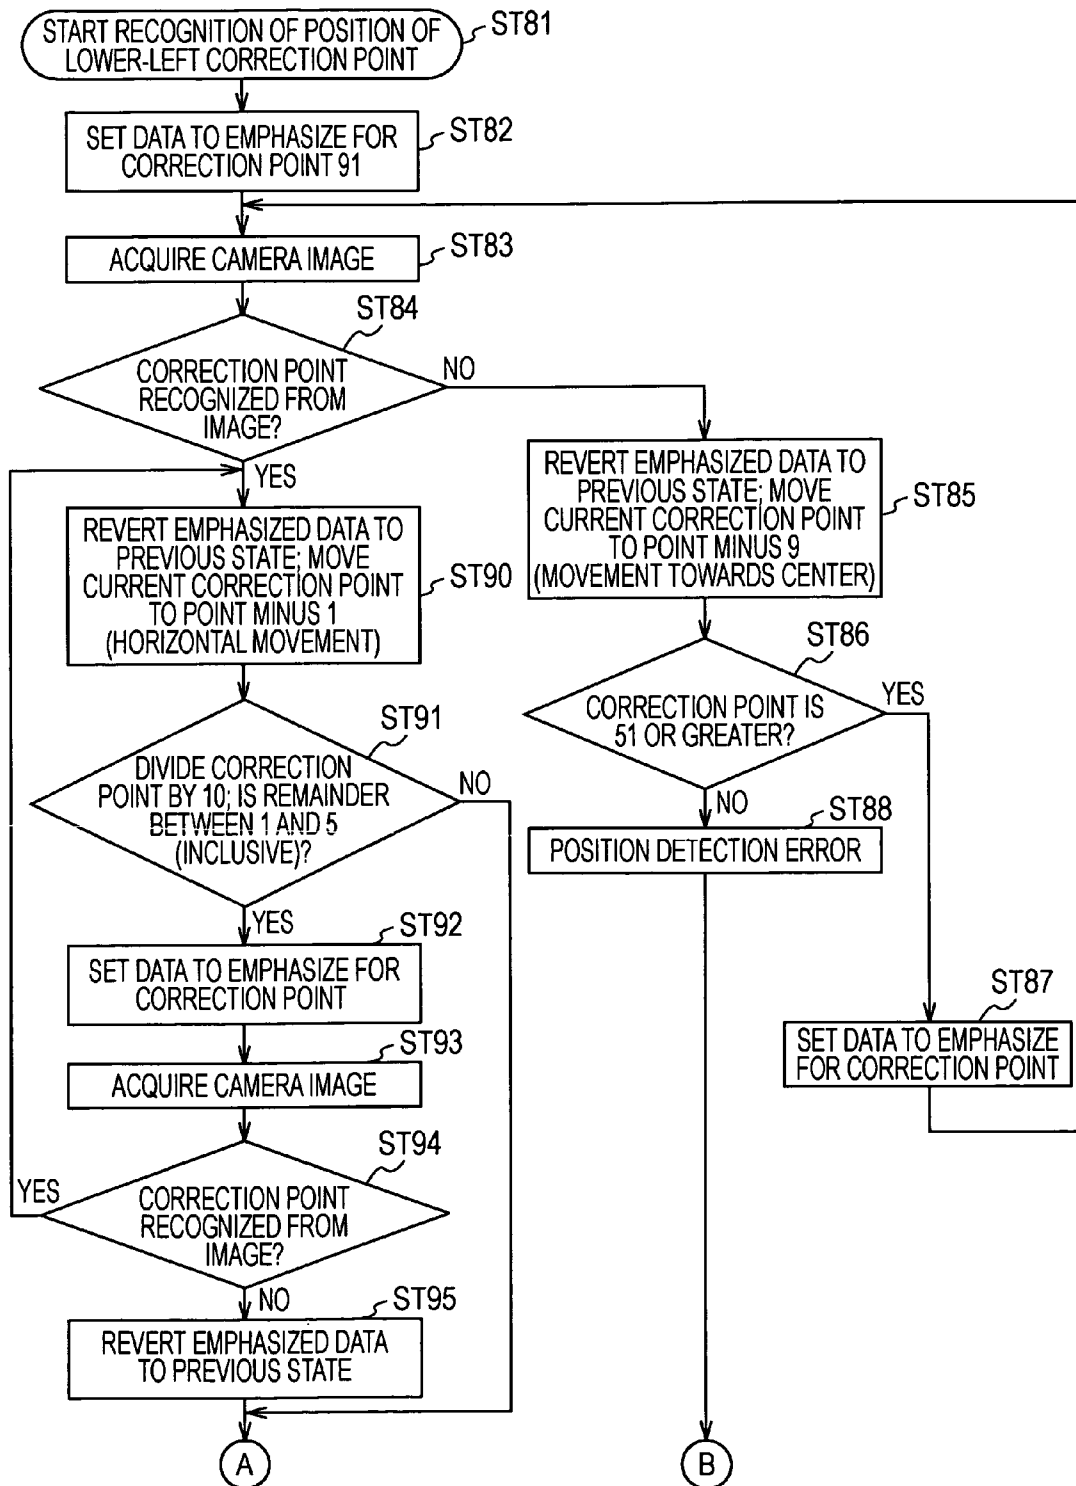 START RECOGNITION OF POSITION OF
LOWER-LEFT CORRECTION POINT
ST81
SET DATA TO EMPHASIZE FOR
CORRECTION POINT 91
ST82
ACQUIRE CAMERA IMAGE
ST83
ST84
CORRECTION POINT
RECOGNIZED FROM
IMAGE?
NO
YES
REVERT EMPHASIZED DATA TO
PREVIOUS STATE; MOVE
CURRENT CORRECTION POINT
TO POINT MINUS 9
(MOVEMENT TOWARDS CENTER)
ST85
REVERT EMPHASIZED DATA TO
PREVIOUS STATE; MOVE
CURRENT CORRECTION POINT
TO POINT MINUS 1
(HORIZONTAL MOVEMENT)
ST90
ST86
CORRECTION POINT IS
51 OR GREATER?
YES
NO
ST91
DIVIDE CORRECTION
POINT BY 10; IS REMAINDER
BETWEEN 1 AND 5
(INCLUSIVE)?
NO
YES
ST88
POSITION DETECTION ERROR
ST92
SET DATA TO EMPHASIZE FOR
CORRECTION POINT
ST87
SET DATA TO EMPHASIZE
FOR CORRECTION POINT
ST93
ACQUIRE CAMERA IMAGE
ST94
YES
CORRECTION POINT
RECOGNIZED FROM
IMAGE?
NO
ST95
REVERT EMPHASIZED DATA
TO PREVIOUS STATE
A
B